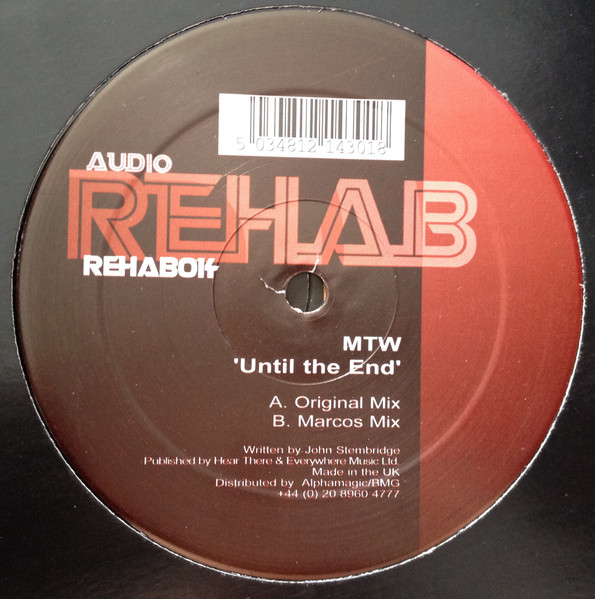 5 034812 143018
AUDIO
REHAB
REHAB014
MTW
'Until the End'
A. Original Mix
B. Marcos Mix
Written by John Stembridge
Published by Hear There & Everywhere Music Ltd.
Made in the UK
Distributed by Alphamagic/BMG
+44 (0) 20 8960 4777